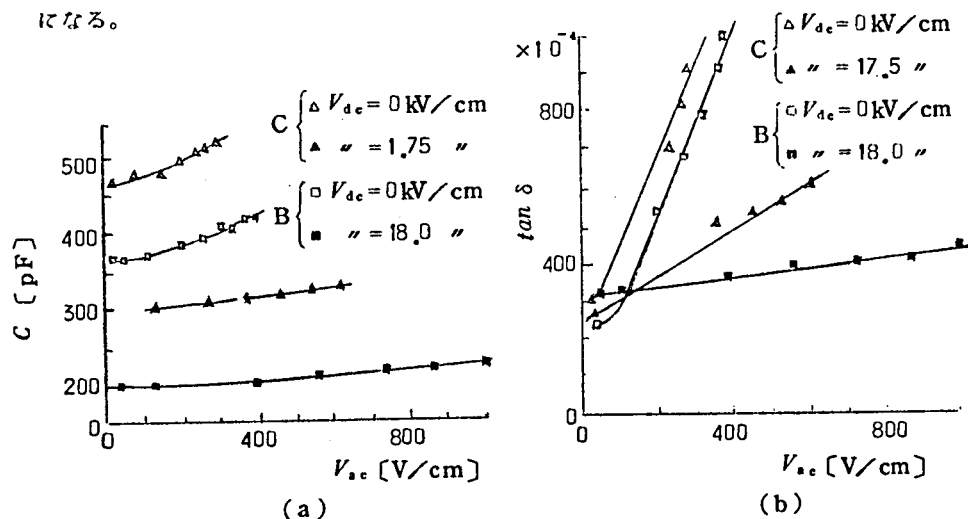 になる。
C △ V_dc = 0 kV/cm
▲ 〃 = 1.75 〃
B □ V_dc = 0 kV/cm
■ 〃 = 18.0 〃
C [pF]
500
400
300
200
0
0 400 800
V_ac [V/cm]
(a)
×10⁻⁴
C △ V_dc = 0 kV/cm
▲ 〃 = 17.5 〃
B □ V_dc = 0 kV/cm
■ 〃 = 18.0 〃
tan δ
800
400
0
0 400 800
V_ac [V/cm]
(b)